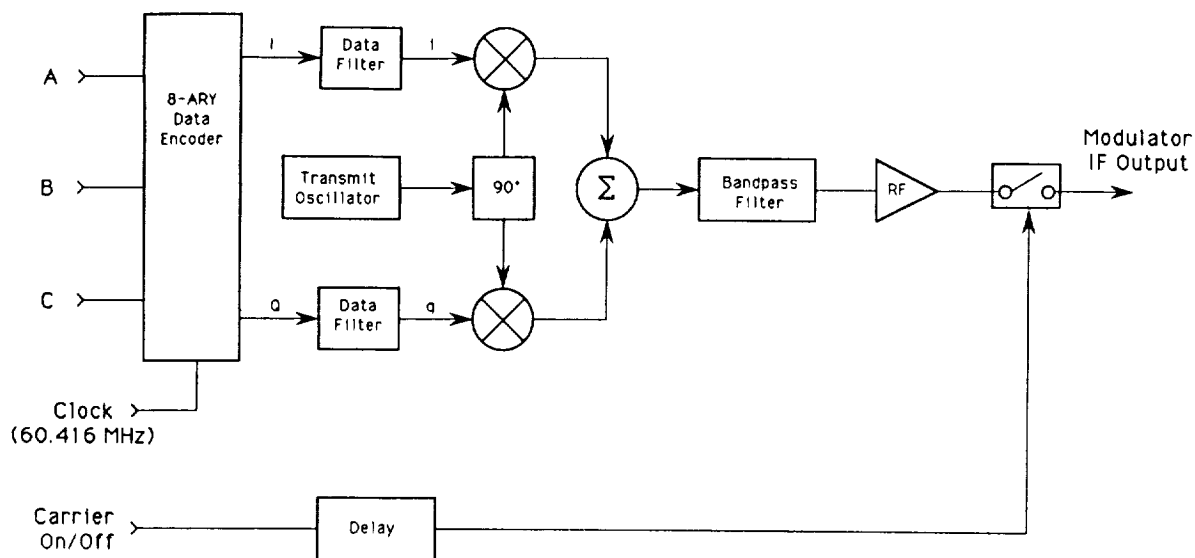 A
B
C
8-ARY
Data
Encoder
I
Data
Filter
i
Transmit
Oscillator
90°
Q
Data
Filter
q
Σ
Bandpass
Filter
RF
Modulator
IF Output
Clock
(60.416 MHz)
Carrier
On/Off
Delay